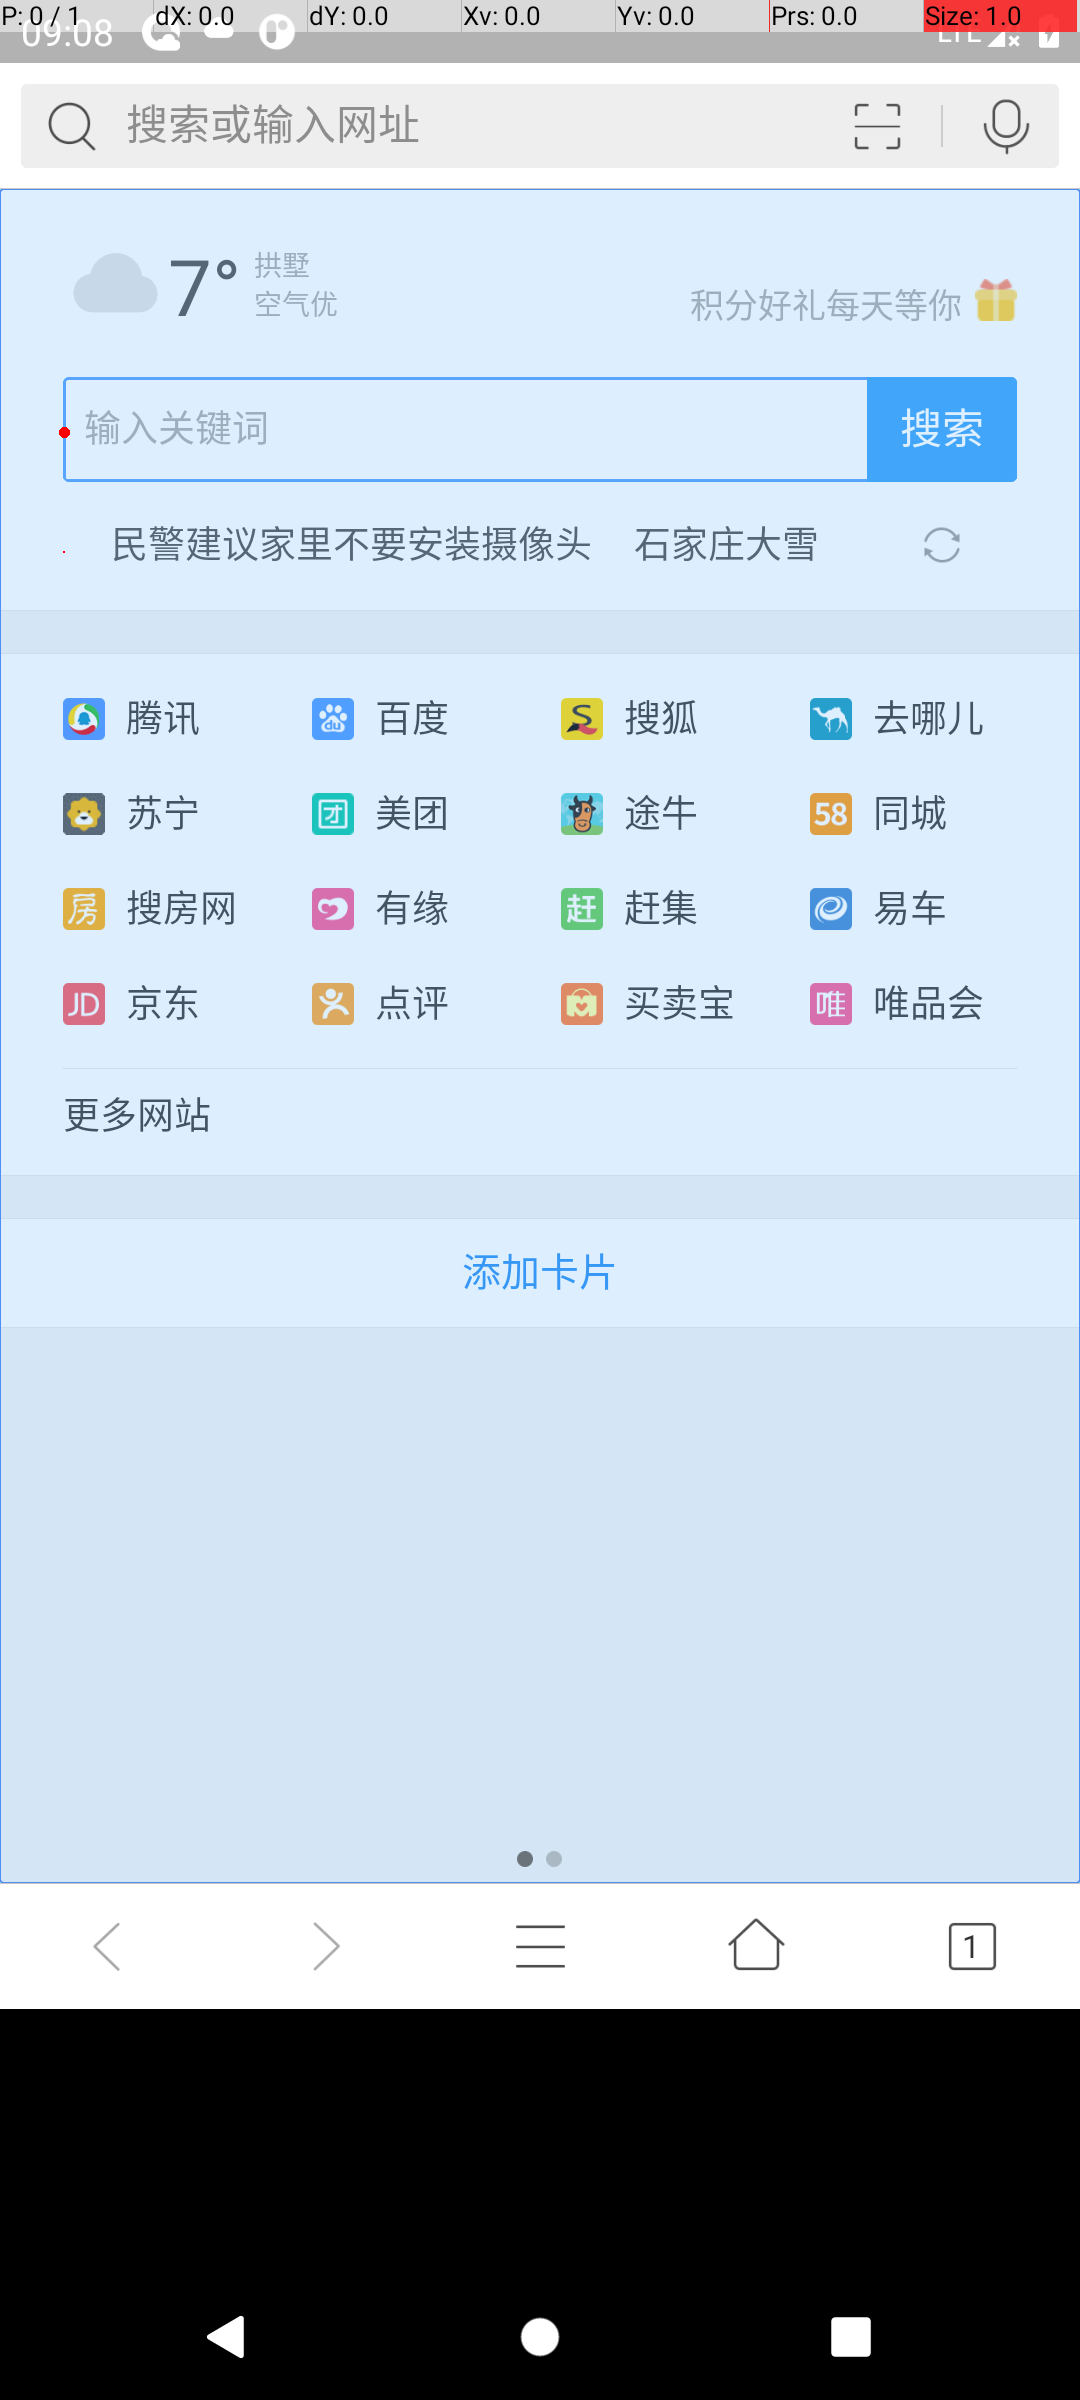 P: 0 / 1 dX: 0.0 dY: 0.0 Xv: 0.0 Yv: 0.0 Prs: 0.0 Size: 1.0
09:08 LTE
搜索或输入网址
7° 拱墅
空气优
积分好礼每天等你
输入关键词 搜索
民警建议家里不要安装摄像头 石家庄大雪
腾讯 百度 搜狐 去哪儿
苏宁 美团 途牛 58 同城
搜房网 有缘 赶集 易车
京东 点评 买卖宝 唯品会
更多网站
添加卡片
1